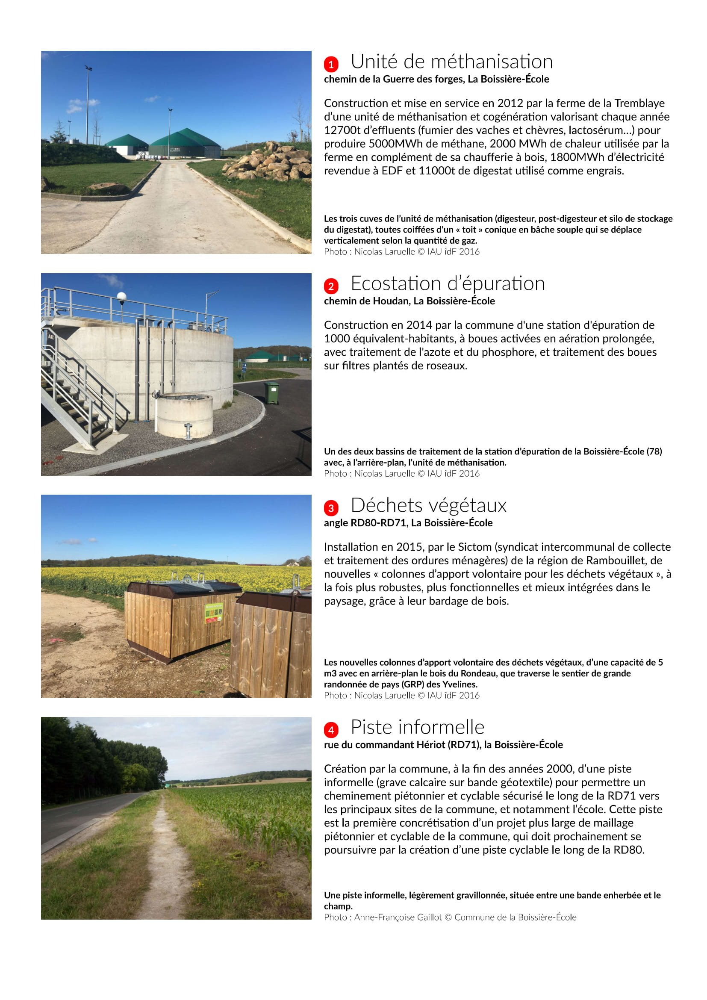 1 Unité de méthanisation
chemin de la Guerre des forges, La Boissière-École
Construction et mise en service en 2012 par la ferme de la Tremblaye
d’une unité de méthanisation et cogénération valorisant chaque année
12700t d’effluents (fumier des vaches et chèvres, lactosérum...) pour
produire 5000MWh de méthane, 2000 MWh de chaleur utilisée par la
ferme en complément de sa chaufferie à bois, 1800MWh d’électricité
revendue à EDF et 11000t de digestat utilisé comme engrais.
Les trois cuves de l’unité de méthanisation (digesteur, post-digesteur et silo de stockage
du digestat), toutes coiffées d’un « toit » conique en bâche souple qui se déplace
verticalement selon la quantité de gaz.
Photo : Nicolas Laruelle © IAU îdF 2016
2 Ecostation d’épuration
chemin de Houdan, La Boissière-École
Construction en 2014 par la commune d'une station d'épuration de
1000 équivalent-habitants, à boues activées en aération prolongée,
avec traitement de l'azote et du phosphore, et traitement des boues
sur filtres plantés de roseaux.
Un des deux bassins de traitement de la station d’épuration de la Boissière-École (78)
avec, à l’arrière-plan, l’unité de méthanisation.
Photo : Nicolas Laruelle © IAU îdF 2016
3 Déchets végétaux
angle RD80-RD71, La Boissière-École
Installation en 2015, par le Sictom (syndicat intercommunal de collecte
et traitement des ordures ménagères) de la région de Rambouillet, de
nouvelles « colonnes d’apport volontaire pour les déchets végétaux », à
la fois plus robustes, plus fonctionnelles et mieux intégrées dans le
paysage, grâce à leur bardage de bois.
Les nouvelles colonnes d’apport volontaire des déchets végétaux, d’une capacité de 5
m3 avec en arrière-plan le bois du Rondeau, que traverse le sentier de grande
randonnée de pays (GRP) des Yvelines.
Photo : Nicolas Laruelle © IAU îdF 2016
4 Piste informelle
rue du commandant Hériot (RD71), la Boissière-École
Création par la commune, à la fin des années 2000, d’une piste
informelle (grave calcaire sur bande géotextile) pour permettre un
cheminement piétonnier et cyclable sécurisé le long de la RD71 vers
les principaux sites de la commune, et notamment l’école. Cette piste
est la première concrétisation d’un projet plus large de maillage
piétonnier et cyclable de la commune, qui doit prochainement se
poursuivre par la création d’une piste cyclable le long de la RD80.
Une piste informelle, légèrement gravillonnée, située entre une bande enherbée et le
champ.
Photo : Anne-Françoise Gaillot © Commune de la Boissière-École